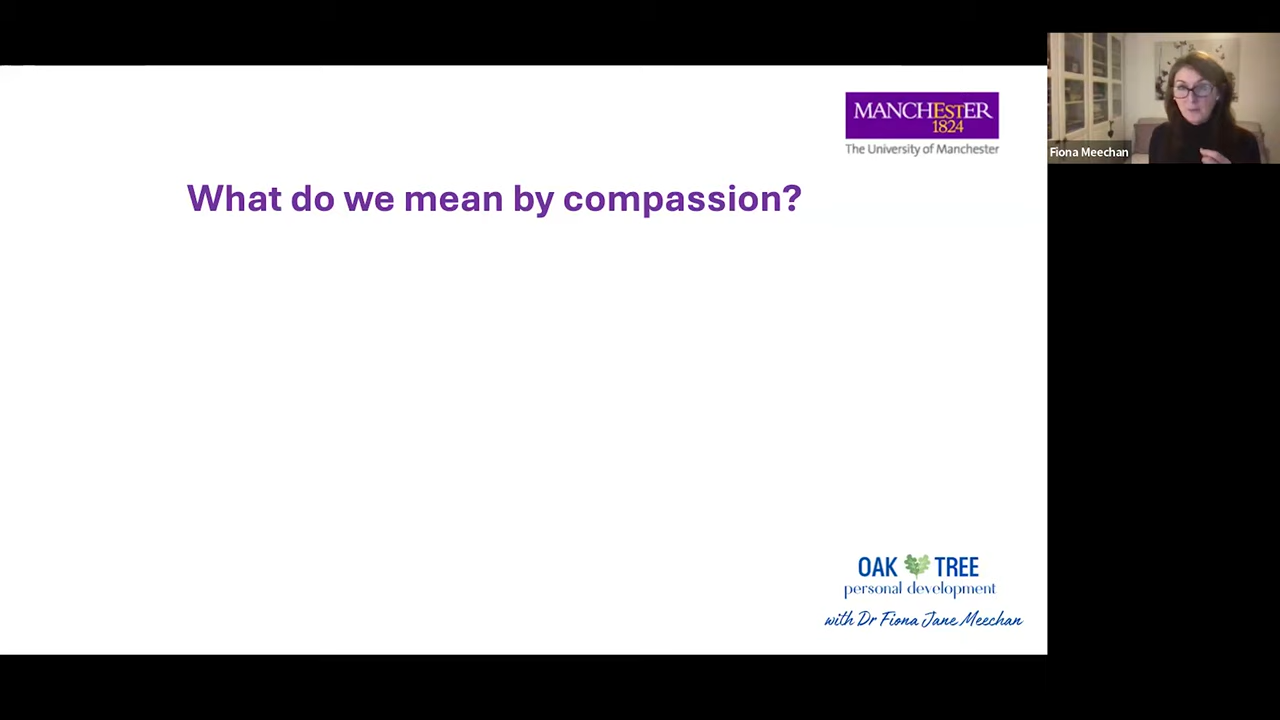 MANCHESTER
1824
The University of Manchester
Fiona Meechan
What do we mean by compassion?
OAK TREE
personal development
with Dr Fiona Jane Meechan